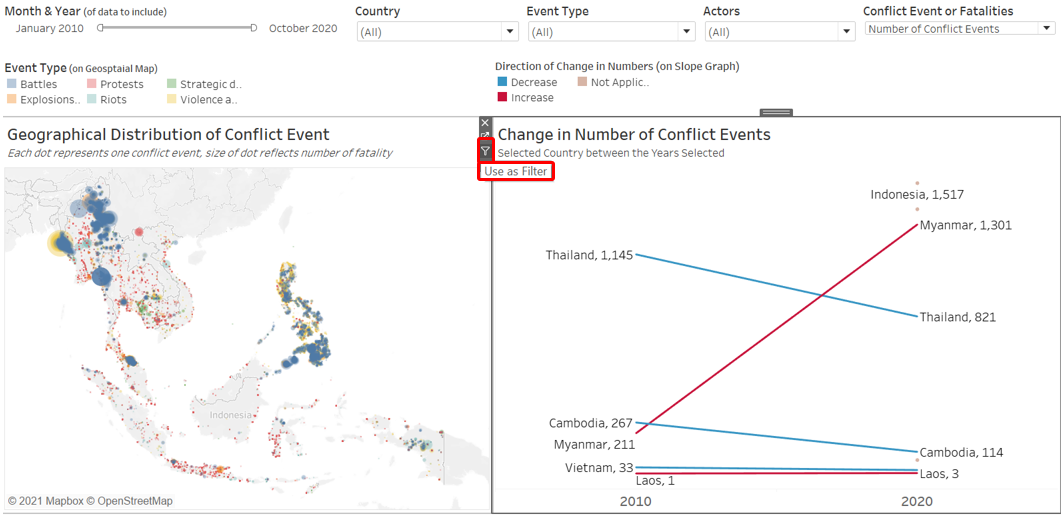 Month & Year (of data to include)
January 2010
October 2020
Country
(All)
Event Type
(All)
Actors
(All)
Conflict Event or Fatalities
Number of Conflict Events
Event Type (on Geosptaial Map)
Battles
Protests
Strategic d..
Explosions..
Riots
Violence a..
Direction of Change in Numbers (on Slope Graph)
Decrease
Not Applic..
Increase
Geographical Distribution of Conflict Event
Each dot represents one conflict event, size of dot reflects number of fatality
Use as Filter
Indonesia
© 2021 Mapbox © OpenStreetMap
Change in Number of Conflict Events
Selected Country between the Years Selected
Indonesia, 1,517
Myanmar, 1,301
Thailand, 1,145
Thailand, 821
Cambodia, 267
Myanmar, 211
Cambodia, 114
Vietnam, 33
Laos, 3
Laos, 1
2010
2020